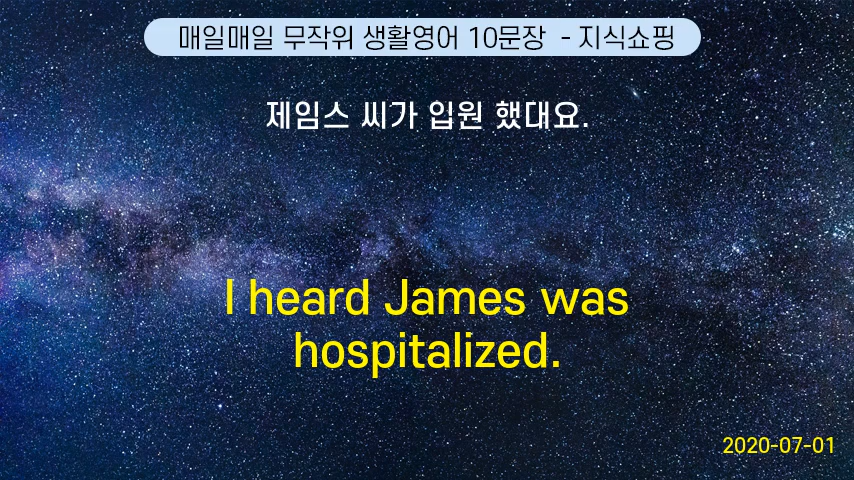 매일매일 무작위 생활영어 10문장 - 지식쇼핑
제임스 씨가 입원 했대요.
I heard James was
hospitalized.
2020-07-01